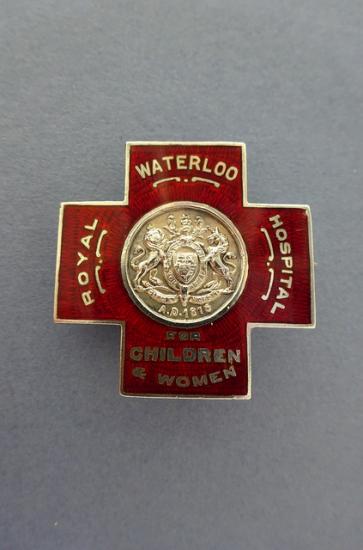 ROYAL
WATERLOO
HOSPITAL
FOR
CHILDREN
& WOMEN